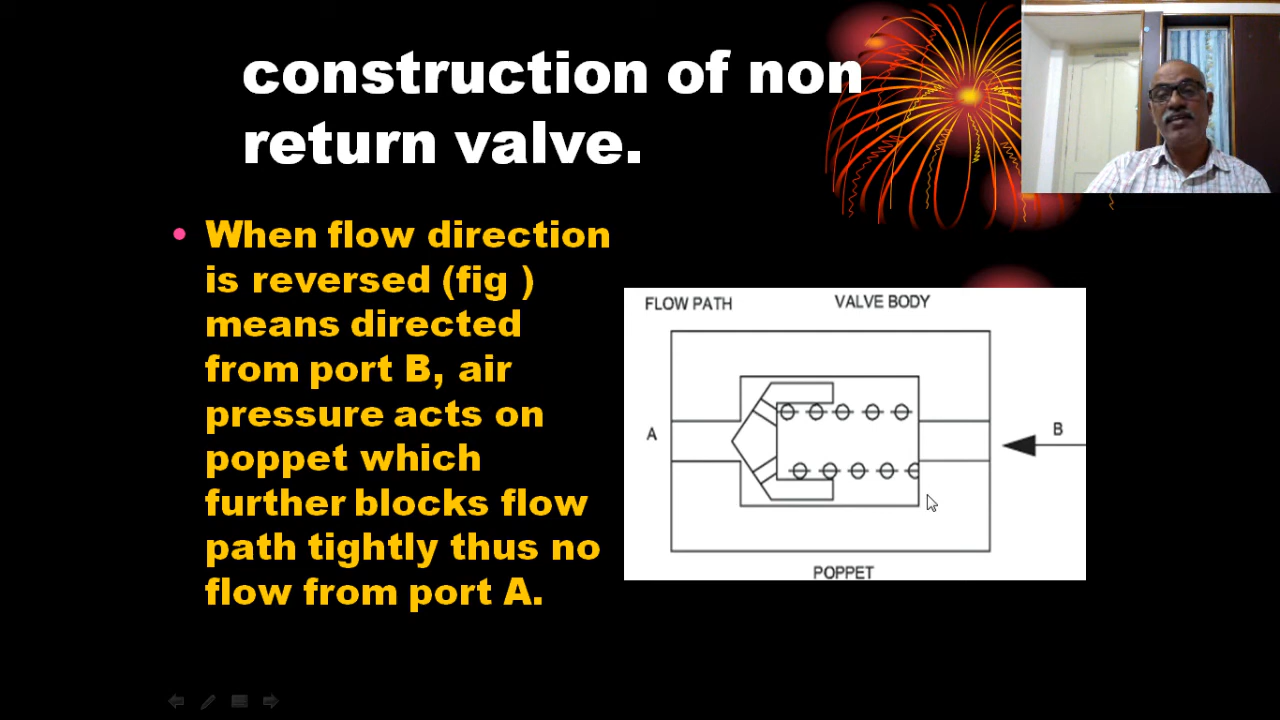 construction of non
return valve.
• When flow direction
is reversed (fig )
means directed
from port B, air
pressure acts on
poppet which
further blocks flow
path tightly thus no
flow from port A.
FLOW PATH VALVE BODY
A
B
POPPET